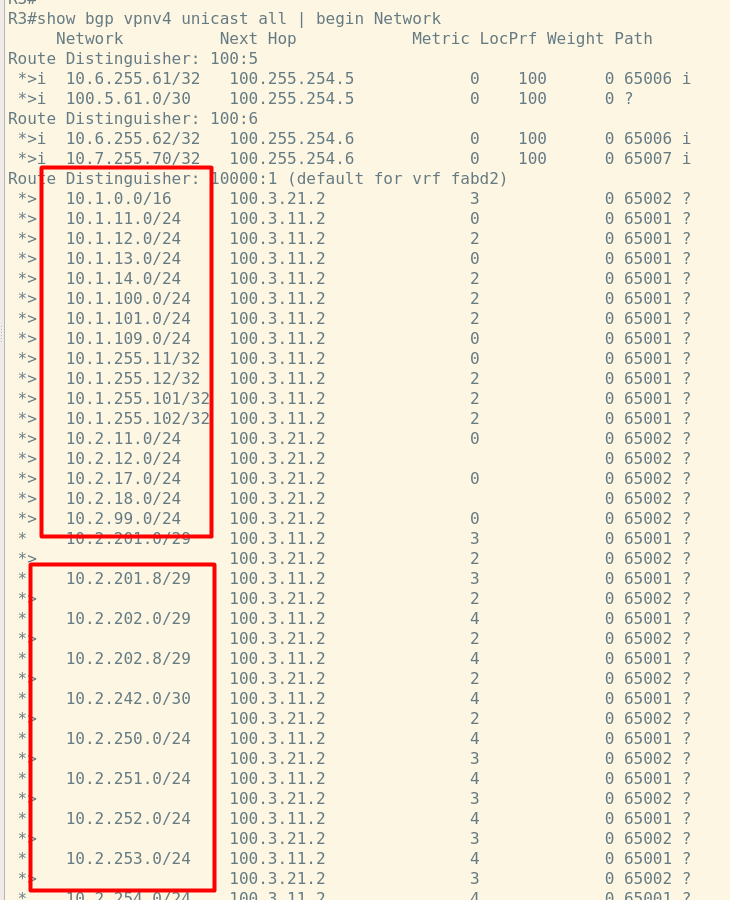 R3#
R3#show bgp vpnv4 unicast all | begin Network
     Network          Next Hop            Metric LocPrf Weight Path
Route Distinguisher: 100:5
 *>i  10.6.255.61/32   100.255.254.5            0    100      0 65006 i
 *>i  100.5.61.0/30    100.255.254.5            0    100      0 ?
Route Distinguisher: 100:6
 *>i  10.6.255.62/32   100.255.254.6            0    100      0 65006 i
 *>i  10.7.255.70/32   100.255.254.6            0    100      0 65007 i
Route Distinguisher: 10000:1 (default for vrf fabd2)
 *>   10.1.0.0/16      100.3.21.2               3             0 65002 ?
 *>   10.1.11.0/24     100.3.11.2               0             0 65001 ?
 *>   10.1.12.0/24     100.3.11.2               2             0 65001 ?
 *>   10.1.13.0/24     100.3.11.2               0             0 65001 ?
 *>   10.1.14.0/24     100.3.11.2               2             0 65001 ?
 *>   10.1.100.0/24    100.3.11.2               2             0 65001 ?
 *>   10.1.101.0/24    100.3.11.2               2             0 65001 ?
 *>   10.1.109.0/24    100.3.11.2               0             0 65001 ?
 *>   10.1.255.11/32   100.3.11.2               0             0 65001 ?
 *>   10.1.255.12/32   100.3.11.2               2             0 65001 ?
 *>   10.1.255.101/32  100.3.11.2               2             0 65001 ?
 *>   10.1.255.102/32  100.3.11.2               2             0 65001 ?
 *>   10.2.11.0/24     100.3.21.2               0             0 65002 ?
 *>   10.2.12.0/24     100.3.21.2                             0 65002 ?
 *>   10.2.17.0/24     100.3.21.2               0             0 65002 ?
 *>   10.2.18.0/24     100.3.21.2                             0 65002 ?
 *>   10.2.99.0/24     100.3.21.2               0             0 65002 ?
 *    10.2.201.0/29    100.3.11.2               3             0 65001 ?
 *>                    100.3.21.2               2             0 65002 ?
 *    10.2.201.8/29    100.3.11.2               3             0 65001 ?
 *>                    100.3.21.2               2             0 65002 ?
 *    10.2.202.0/29    100.3.11.2               4             0 65001 ?
 *>                    100.3.21.2               2             0 65002 ?
 *    10.2.202.8/29    100.3.11.2               4             0 65001 ?
 *>                    100.3.21.2               2             0 65002 ?
 *    10.2.242.0/30    100.3.11.2               4             0 65001 ?
 *>                    100.3.21.2               2             0 65002 ?
 *    10.2.250.0/24    100.3.11.2               4             0 65001 ?
 *>                    100.3.21.2               3             0 65002 ?
 *    10.2.251.0/24    100.3.11.2               4             0 65001 ?
 *>                    100.3.21.2               3             0 65002 ?
 *    10.2.252.0/24    100.3.11.2               4             0 65001 ?
 *>                    100.3.21.2               3             0 65002 ?
 *    10.2.253.0/24    100.3.11.2               4             0 65001 ?
 *>                    100.3.21.2               3             0 65002 ?
 *    10.2.254.0/24    100.3.11.2               4             0 65001 ?